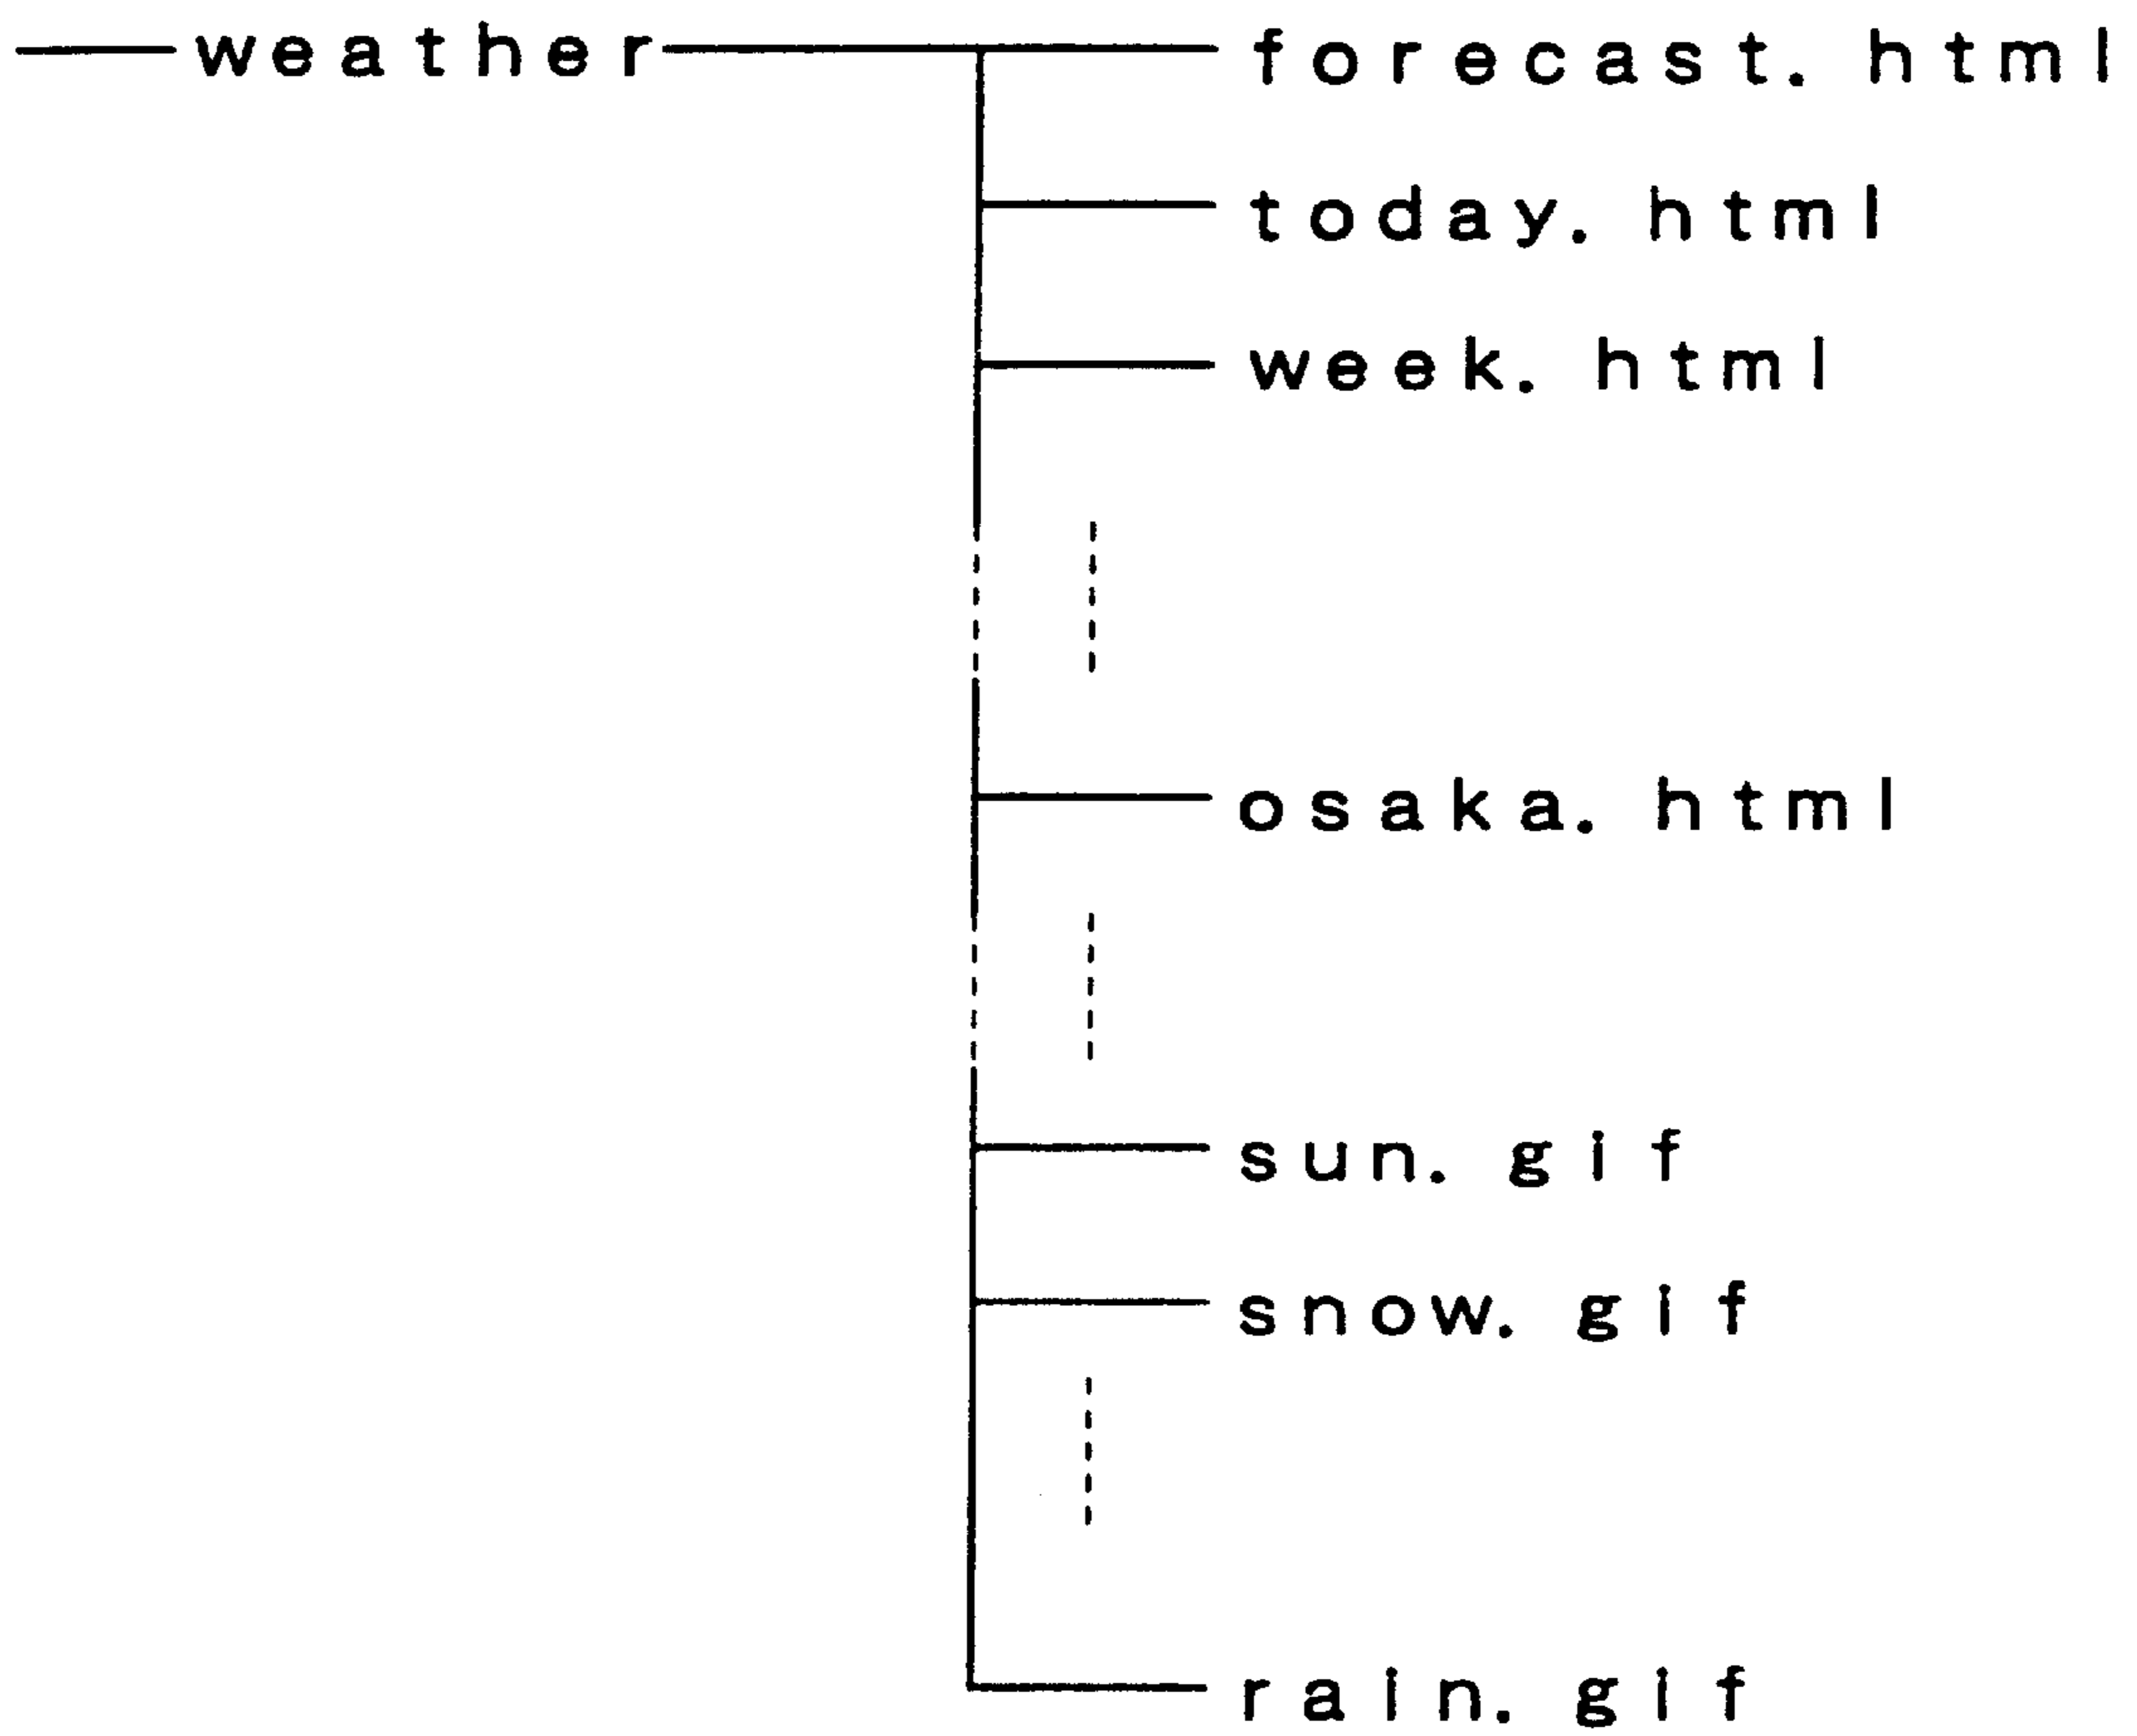 weather
forecast. html
today. html
week. html
osaka. html
sun. gif
snow. gif
rain. gif